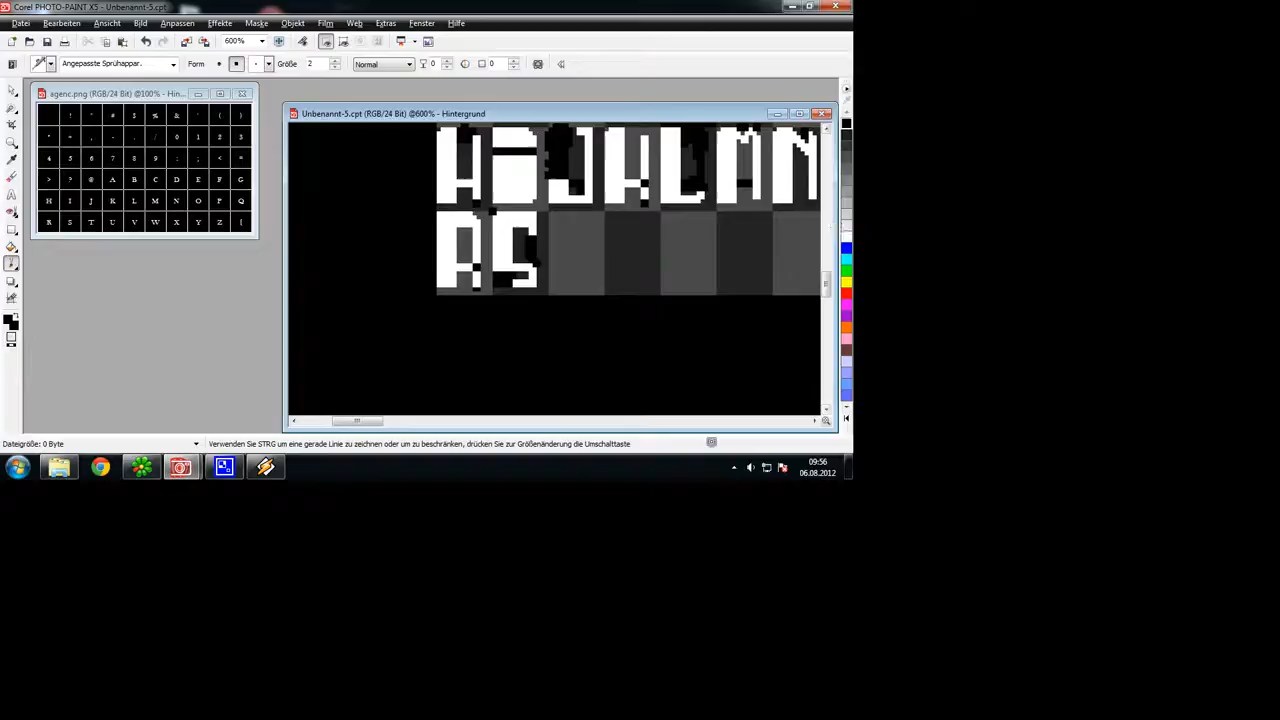 Corel PHOTO-PAINT X5 - Unbenannt-5.cpt
Datei Bearbeiten Ansicht Bild Anpassen Effekte Maske Objekt Film Web Extras Fenster Hilfe
600%
Angepasste Sprühappar. Form Größe 2 Normal 0 0
agenc.png (RGB/24 Bit) @100% - Hin...
! " # $ % & ' ( )
* + , - . / 0 1 2 3
4 5 6 7 8 9 : ; < =
> ? @ A B C D E F G
H I J K L M N O P Q
R S T U V W X Y Z [
Unbenannt-5.cpt (RGB/24 Bit) @600% - Hintergrund
Dateigröße: 0 Byte
Verwenden Sie STRG um eine gerade Linie zu zeichnen oder um zu beschränken, drücken Sie zur Größenänderung die Umschalttaste
09:56
06.08.2012